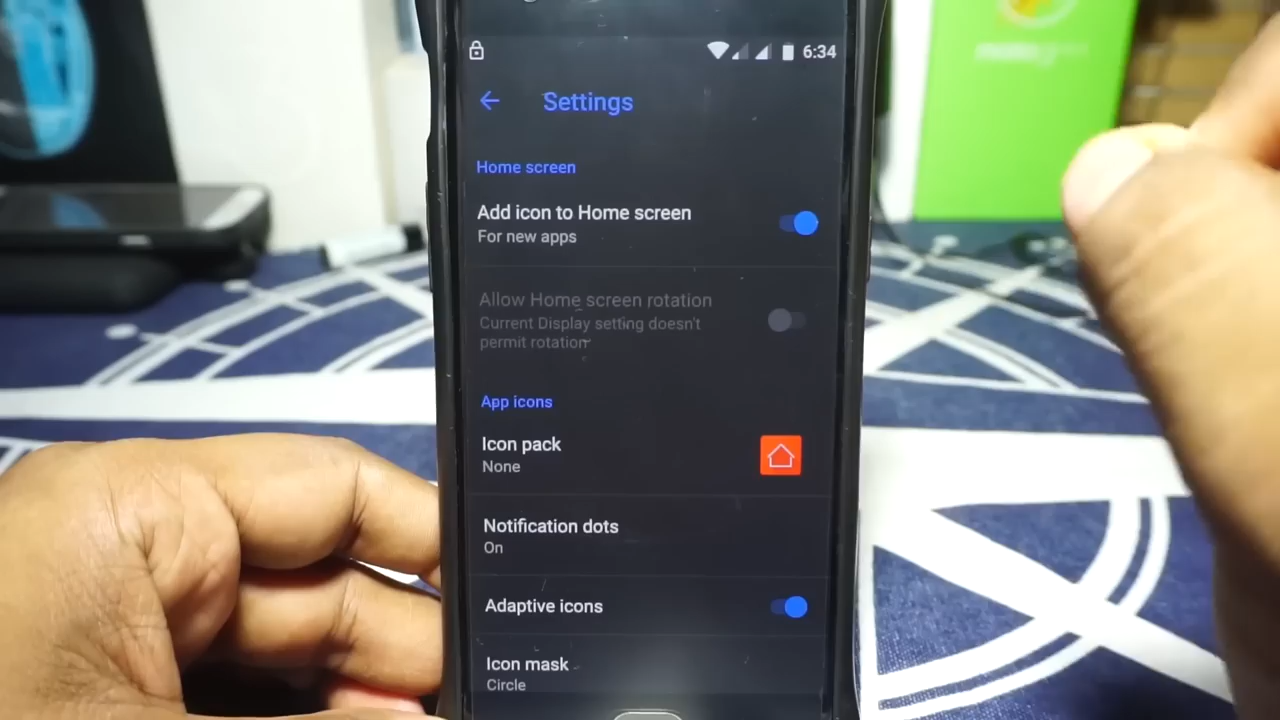 6:34
Settings
Home screen
Add icon to Home screen
For new apps
Allow Home screen rotation
Current Display setting doesn't
permit rotation
App icons
Icon pack
None
Notification dots
On
Adaptive icons
Icon mask
Circle